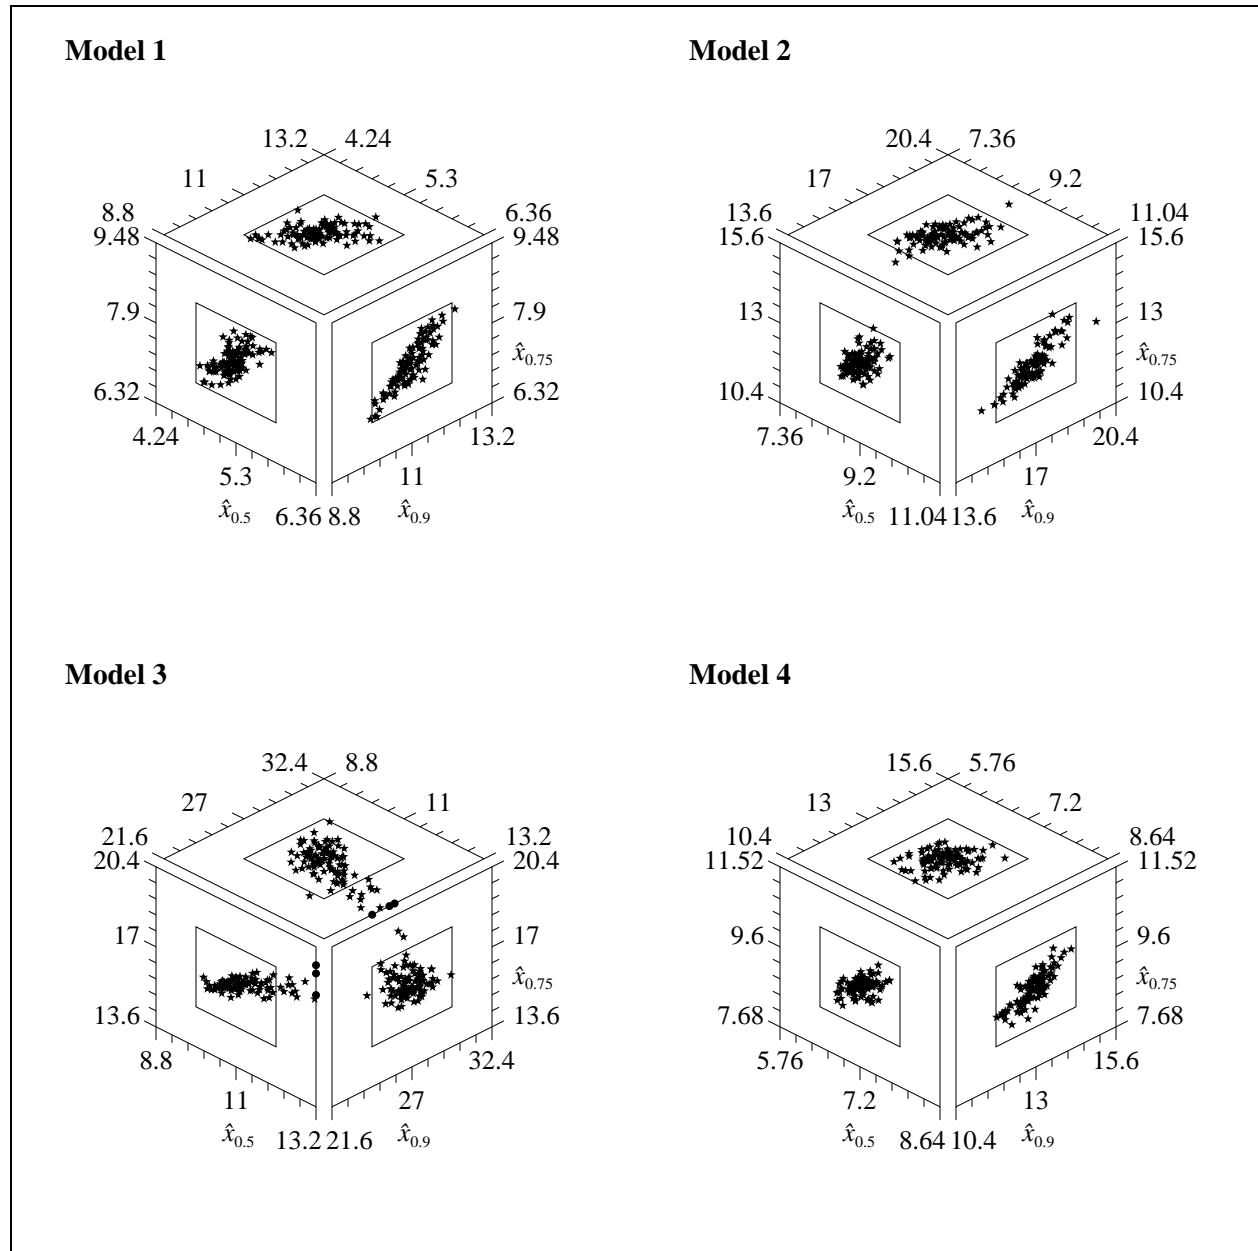 Model 1
Model 2
13.2 4.24
20.4 7.36
11 5.3
17 9.2
8.8 6.36
13.6 11.04
9.48 9.48
15.6 15.6
7.9 7.9
13 13
x̂0.75
x̂0.75
6.32 6.32
10.4 10.4
4.24 13.2
7.36 20.4
5.3 11
9.2 17
x̂0.5 6.36 8.8 x̂0.9
x̂0.5 11.04 13.6 x̂0.9
Model 3
Model 4
32.4 8.8
15.6 5.76
27 11
13 7.2
21.6 13.2
10.4 8.64
20.4 20.4
11.52 11.52
17 17
9.6 9.6
x̂0.75
x̂0.75
13.6 13.6
7.68 7.68
8.8 32.4
5.76 15.6
11 27
7.2 13
x̂0.5 13.2 21.6 x̂0.9
x̂0.5 8.64 10.4 x̂0.9